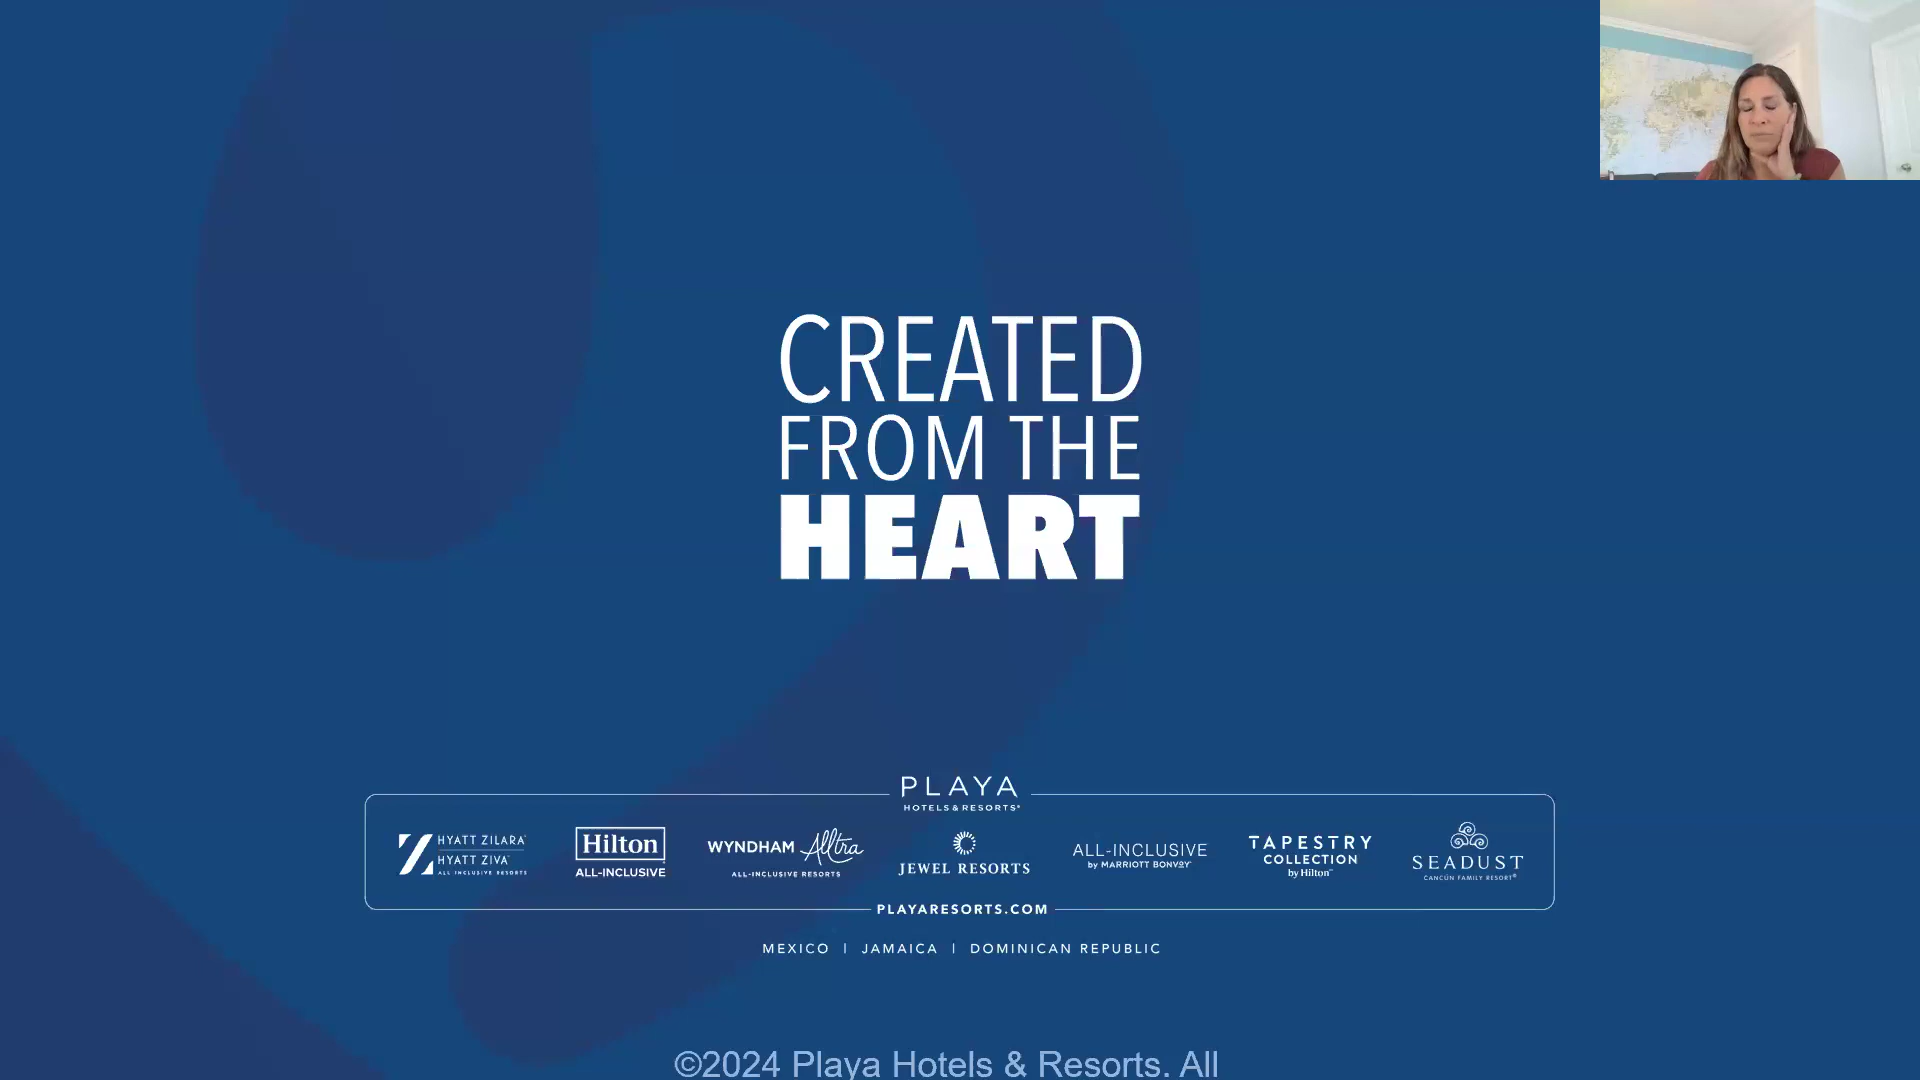 CREATED
FROM THE
HEART
PLAYA
HOTELS & RESORTS®
HYATT ZILARA®
HYATT ZIVA®
ALL INCLUSIVE RESORTS
Hilton
ALL-INCLUSIVE
WYNDHAM Alltra
ALL-INCLUSIVE RESORTS
JEWEL RESORTS
ALL-INCLUSIVE
by MARRIOTT BONVOY®
TAPESTRY
COLLECTION
by Hilton™
SEADUST
CANCÚN FAMILY RESORT®
PLAYARESORTS.COM
MEXICO | JAMAICA | DOMINICAN REPUBLIC
©2024 Playa Hotels & Resorts. All